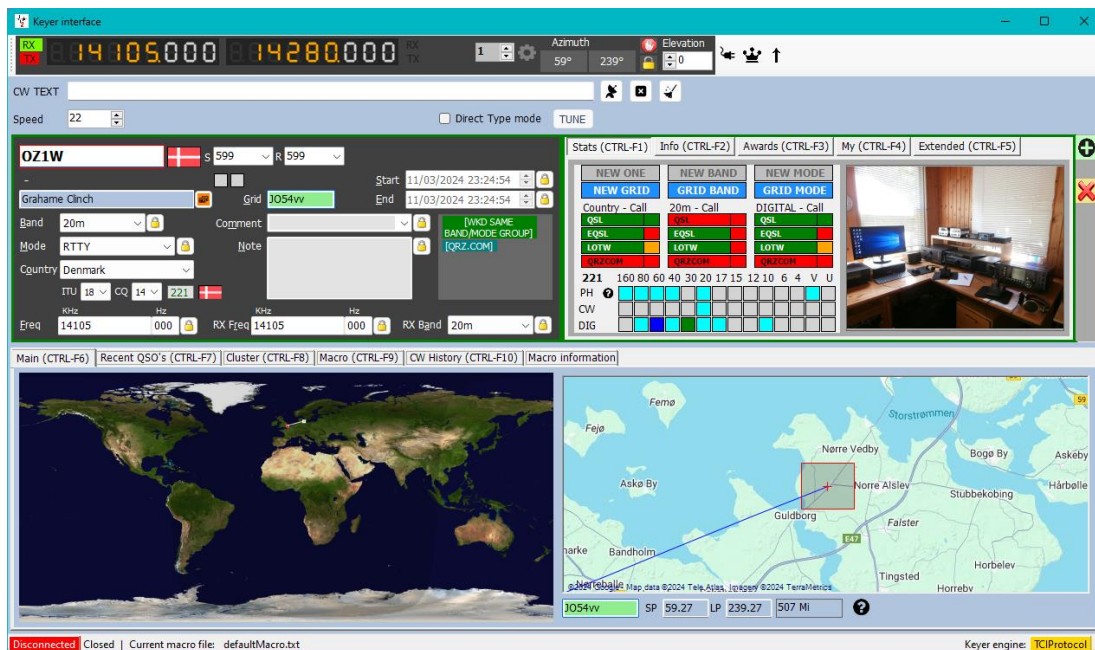 Keyer interface
RX TX 14105.000 14280.000 RX TX 1 Azimuth 59° 239° Elevation 0
CW TEXT
Speed 22 Direct Type mode TUNE
OZ1W S 599 R 599
- Start 11/03/2024 23:24:54
Grahame Clinch Grid JO54vv End 11/03/2024 23:24:54
Band 20m Comment [WKD SAME BAND/MODE GROUP]
Mode RTTY Note [QRZ.COM]
Country Denmark
ITU 18 CQ 14 221
KHz Hz KHz Hz
Freq 14105 000 RX Freq 14105 000 RX Band 20m
Stats (CTRL-F1) Info (CTRL-F2) Awards (CTRL-F3) My (CTRL-F4) Extended (CTRL-F5)
NEW ONE NEW BAND NEW MODE
NEW GRID GRID BAND GRID MODE
Country - Call 20m - Call DIGITAL - Call
QSL QSL QSL
EQSL EQSL EQSL
LOTW LOTW LOTW
QRZCOM QRZCOM QRZCOM
221 160 80 60 40 30 20 17 15 12 10 6 4 V U
PH ?
CW
DIG
Main (CTRL-F6) Recent QSO's (CTRL-F7) Cluster (CTRL-F8) Macro (CTRL-F9) CW History (CTRL-F10) Macro information
59
Femø
Storstrømmen
Fejø
Nørre Vedby
Bogø By
Askeby
Askø By
Norre Alslev
Hårbølle
Stubbekobing
Guldborg
Falster
E47
narke
Bandholm
Horbelev
Tingsted
Nørreballe
Horreby
©2024 Google Map data ©2024 Tele Atlas, Imagery ©2024 TerraMetrics
JO54vv SP 59.27 LP 239.27 507 Mi ?
Disconnected Closed | Current macro file: defaultMacro.txt Keyer engine: TCIProtocol